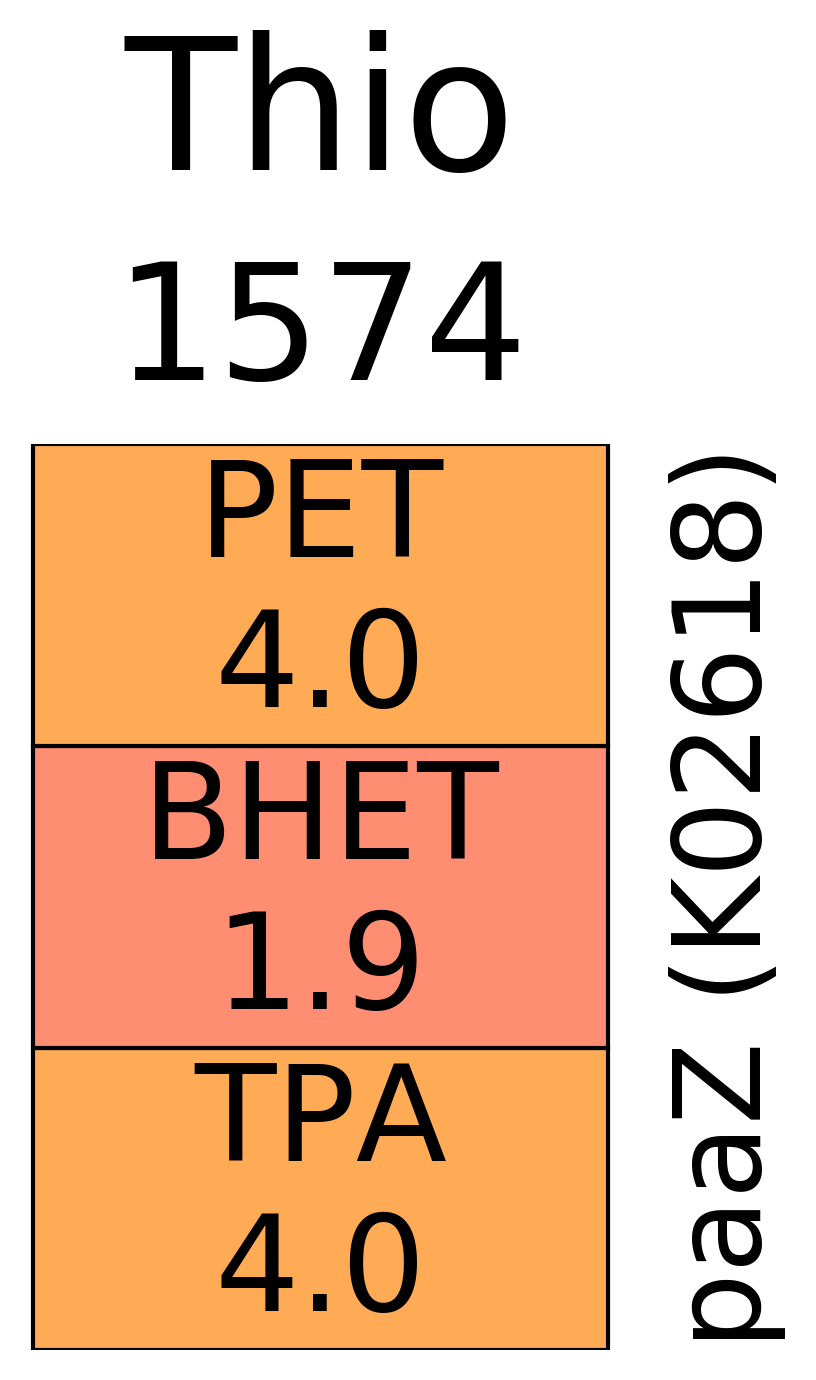 Thio
1574
PET
4.0
BHET
1.9
TPA
4.0
paaZ (K02618)